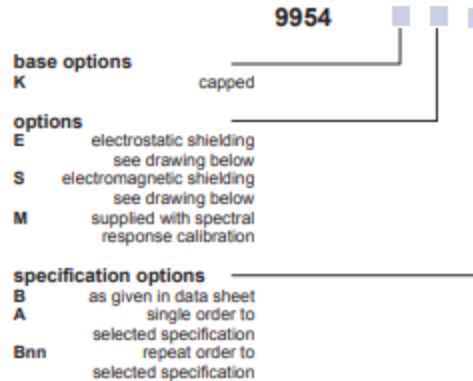 9954
base options
K capped
options
E electrostatic shielding
see drawing below
S electromagnetic shielding
see drawing below
M supplied with spectral
response calibration
specification options
B as given in data sheet
A single order to
selected specification
Bnn repeat order to
selected specification